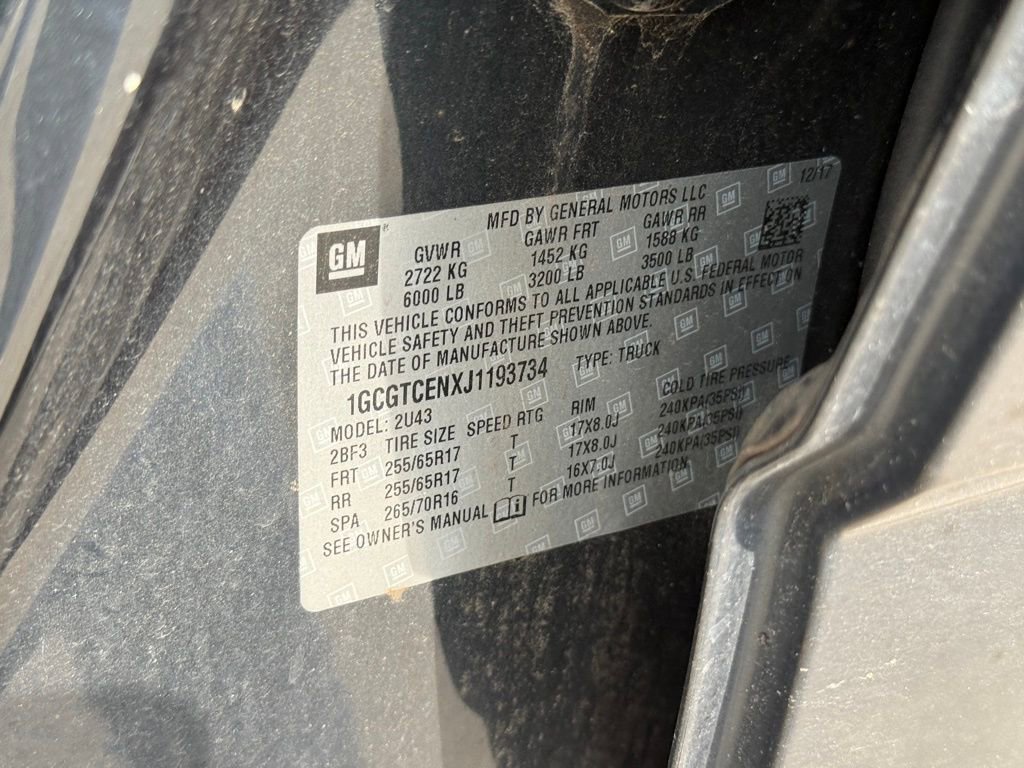 12/17
MFD BY GENERAL MOTORS LLC
GM
GVWR GAWR FRT GAWR RR
2722 KG 1452 KG 1588 KG
6000 LB 3200 LB 3500 LB
THIS VEHICLE CONFORMS TO ALL APPLICABLE U.S. FEDERAL MOTOR
VEHICLE SAFETY AND THEFT PREVENTION STANDARDS IN EFFECT ON
THE DATE OF MANUFACTURE SHOWN ABOVE.
1GCGTCENXJ1193734 TYPE: TRUCK
MODEL: 2U43
2BF3 TIRE SIZE SPEED RTG RIM COLD TIRE PRESSURE
FRT 255/65R17 T 17X8.0J 240KPA(35PSI)
RR 255/65R17 T 17X8.0J 240KPA(35PSI)
SPA 265/70R16 T 16X7.0J 240KPA(35PSI)
SEE OWNER'S MANUAL FOR MORE INFORMATION